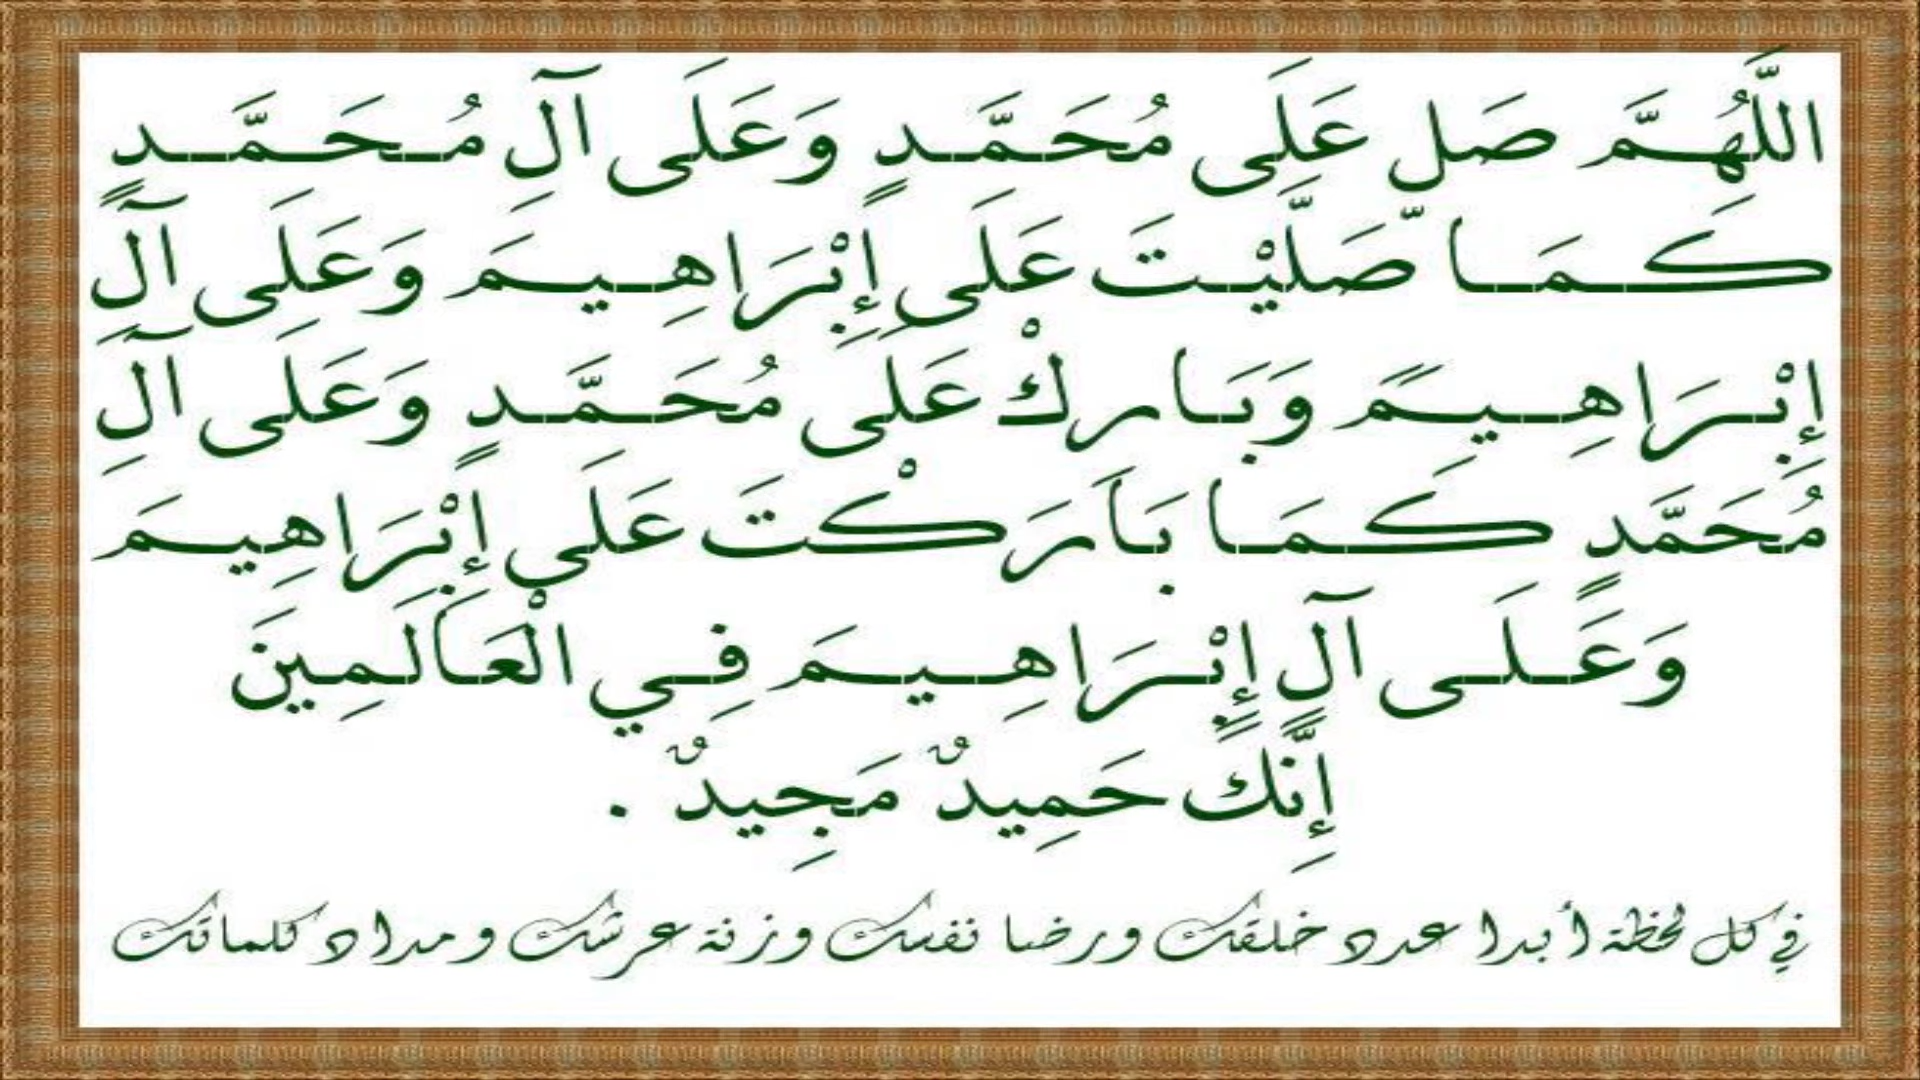 اللَّهُمَّ صَل عَلَى مُحَمَّدٍ وَعَلَى آلِ مُحَمَّدٍ
كَمَا صَلَّيْتَ عَلَى إِبْرَاهِيمَ وَعَلَى آلِ
إِبْرَاهِيمَ وَبَارِكْ عَلَى مُحَمَّدٍ وَعَلَى آلِ
مُحَمَّدٍ كَمَا بَارَكْتَ عَلَى إِبْرَاهِيمَ
وَعَلَى آلِ إِبْرَاهِيمَ فِي الْعَالَمِينَ
إِنَّكَ حَمِيدٌ مَجِيدٌ .
في كل لحظة أبدا عدد خلقك ورضا نفسك وزنة عرشك ومداد كلماتك